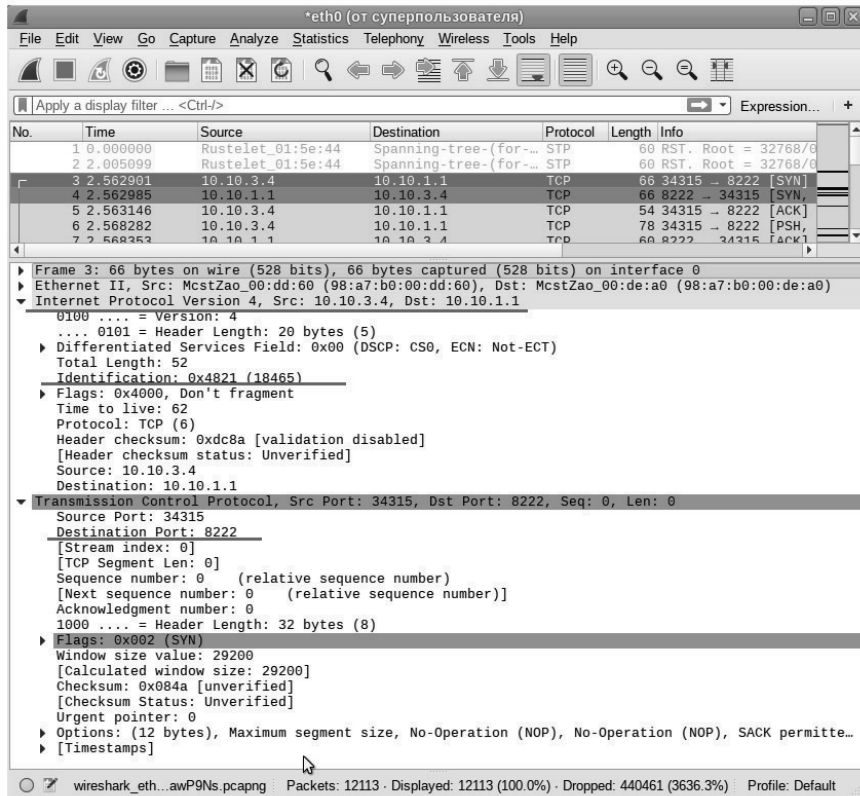 *eth0 (от суперпользователя)
File Edit View Go Capture Analyze Statistics Telephony Wireless Tools Help
Apply a display filter ... <Ctrl-/> Expression... +
No. Time Source Destination Protocol Length Info
1 0.000000 Rustelet_01:5e:44 Spanning-tree-(for-… STP 60 RST. Root = 32768/0
2 2.005099 Rustelet_01:5e:44 Spanning-tree-(for-… STP 60 RST. Root = 32768/0
3 2.562901 10.10.3.4 10.10.1.1 TCP 66 34315 → 8222 [SYN]
4 2.562985 10.10.1.1 10.10.3.4 TCP 66 8222 → 34315 [SYN,
5 2.563146 10.10.3.4 10.10.1.1 TCP 54 34315 → 8222 [ACK]
6 2.568282 10.10.3.4 10.10.1.1 TCP 78 34315 → 8222 [PSH,
7 2.568353 10.10.1.1 10.10.3.4 TCP 60 8222 34315 [ACK]
Frame 3: 66 bytes on wire (528 bits), 66 bytes captured (528 bits) on interface 0
Ethernet II, Src: McstZao_00:dd:60 (98:a7:b0:00:dd:60), Dst: McstZao_00:de:a0 (98:a7:b0:00:de:a0)
Internet Protocol Version 4, Src: 10.10.3.4, Dst: 10.10.1.1
0100 .... = Version: 4
.... 0101 = Header Length: 20 bytes (5)
Differentiated Services Field: 0x00 (DSCP: CS0, ECN: Not-ECT)
Total Length: 52
Identification: 0x4821 (18465)
Flags: 0x4000, Don't fragment
Time to live: 62
Protocol: TCP (6)
Header checksum: 0xdc8a [validation disabled]
[Header checksum status: Unverified]
Source: 10.10.3.4
Destination: 10.10.1.1
Transmission Control Protocol, Src Port: 34315, Dst Port: 8222, Seq: 0, Len: 0
Source Port: 34315
Destination Port: 8222
[Stream index: 0]
[TCP Segment Len: 0]
Sequence number: 0 (relative sequence number)
[Next sequence number: 0 (relative sequence number)]
Acknowledgment number: 0
1000 .... = Header Length: 32 bytes (8)
Flags: 0x002 (SYN)
Window size value: 29200
[Calculated window size: 29200]
Checksum: 0x084a [unverified]
[Checksum Status: Unverified]
Urgent pointer: 0
Options: (12 bytes), Maximum segment size, No-Operation (NOP), No-Operation (NOP), SACK permitte…
[Timestamps]
wireshark_eth…awP9Ns.pcapng Packets: 12113 · Displayed: 12113 (100.0%) · Dropped: 440461 (3636.3%) Profile: Default